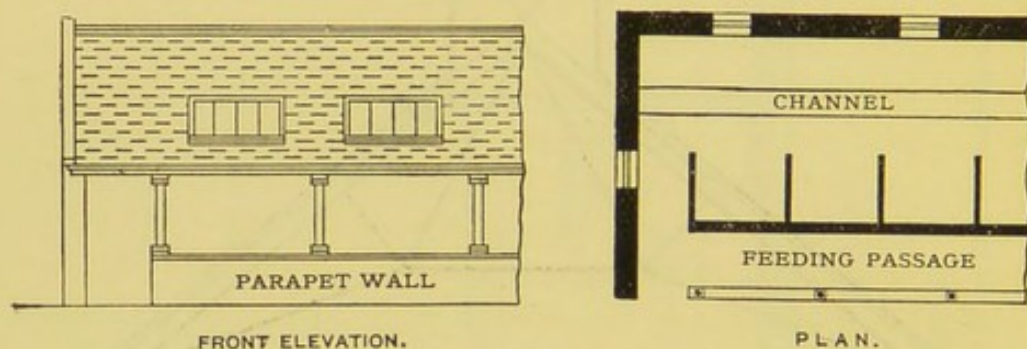 PARAPET WALL
FRONT ELEVATION.
CHANNEL
FEEDING PASSAGE
PLAN.